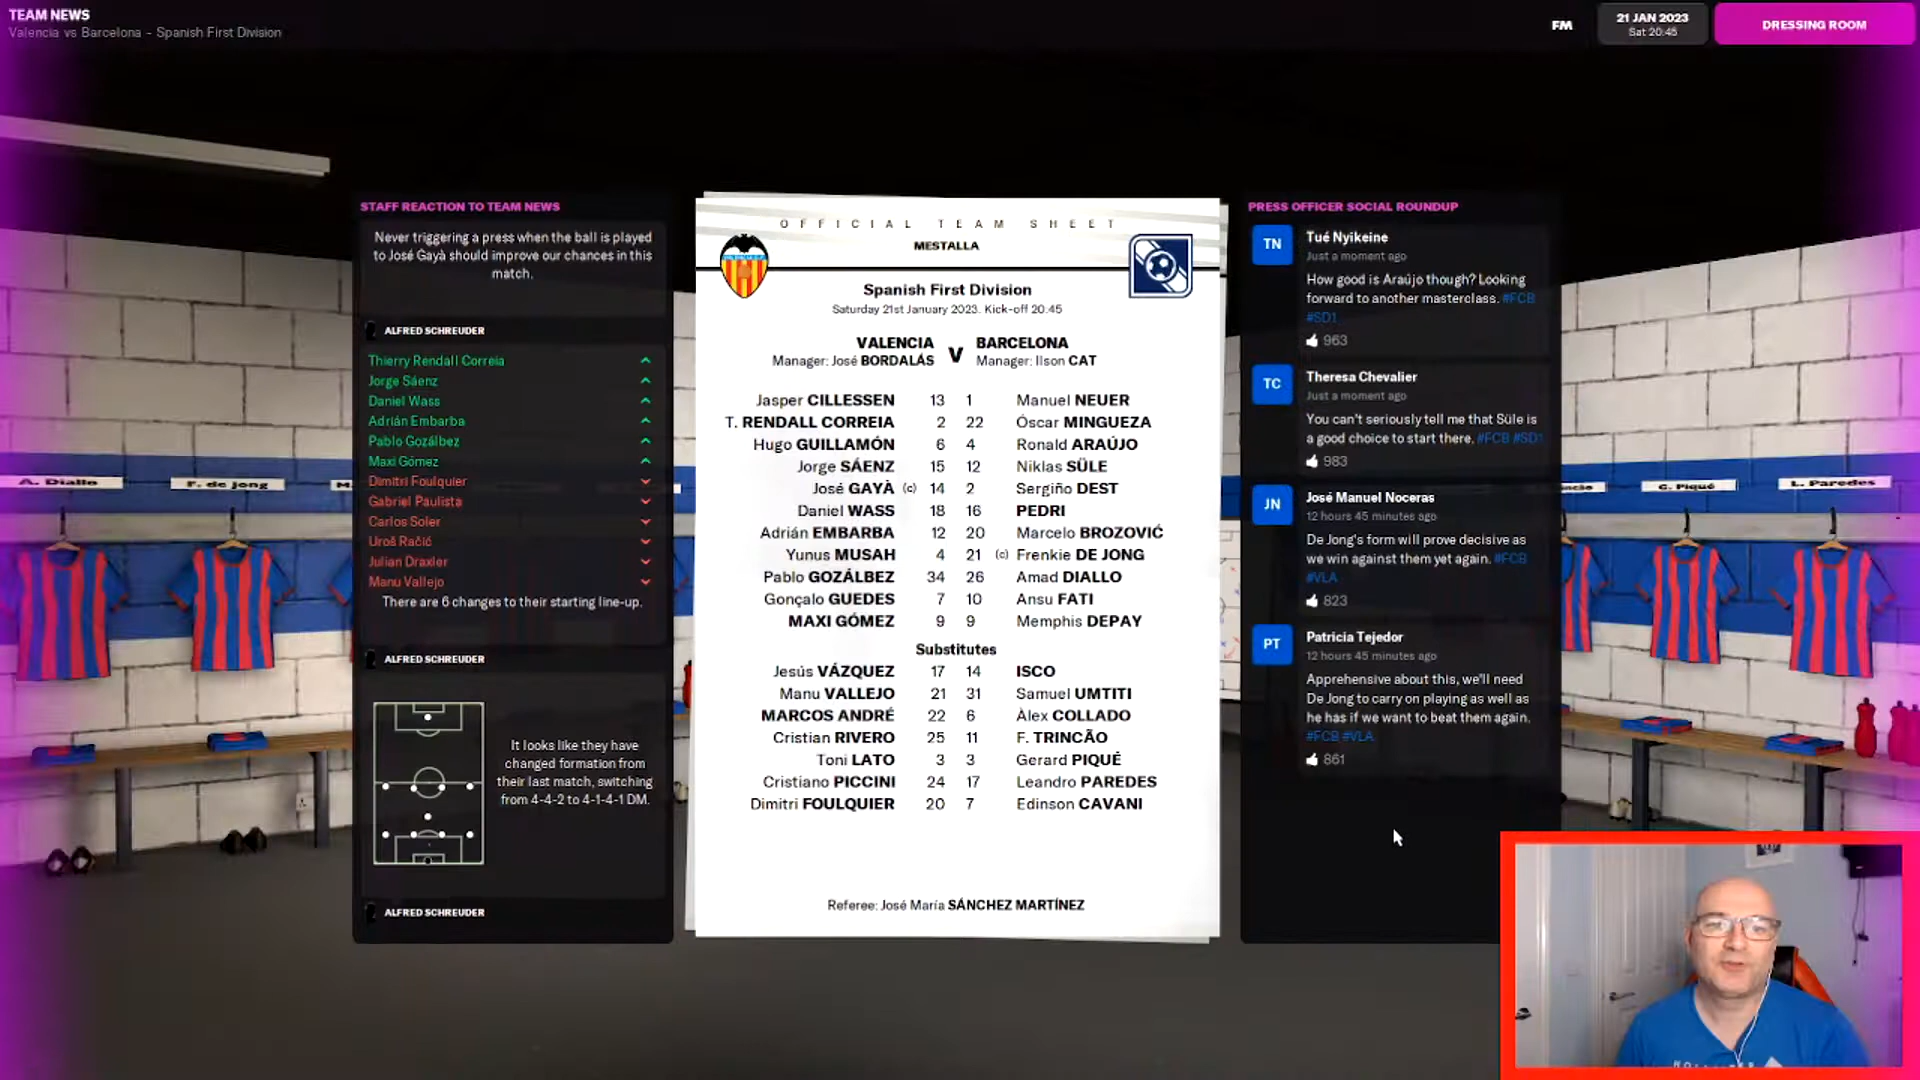 TEAM NEWS
Valencia vs Barcelona - Spanish First Division
FM
21 JAN 2023
Sat 20:45
DRESSING ROOM
STAFF REACTION TO TEAM NEWS
Never triggering a press when the ball is played
to José Gayà should improve our chances in this
match.
ALFRED SCHREUDER
Thierry Rendall Correia
Jorge Sáenz
Daniel Wass
Adrián Embarba
Pablo Gozálbez
Maxi Gómez
Dimitri Foulquier
Gabriel Paulista
Carlos Soler
Uroš Račić
Julian Draxler
Manu Vallejo
There are 6 changes to their starting line-up.
ALFRED SCHREUDER
It looks like they have
changed formation from
their last match, switching
from 4-4-2 to 4-1-4-1 DM.
ALFRED SCHREUDER
OFFICIAL TEAM SHEET
MESTALLA
Spanish First Division
Saturday 21st January 2023. Kick-off 20:45
VALENCIA V BARCELONA
Manager: José BORDALÁS Manager: Ilson CAT
Jasper CILLESSEN 13 1 Manuel NEUER
T. RENDALL CORREIA 2 22 Óscar MINGUEZA
Hugo GUILLAMÓN 6 4 Ronald ARAÚJO
Jorge SÁENZ 15 12 Niklas SÜLE
José GAYÀ (c) 14 2 Sergiño DEST
Daniel WASS 18 16 PEDRI
Adrián EMBARBA 12 20 Marcelo BROZOVIĆ
Yunus MUSAH 4 21 (c) Frenkie DE JONG
Pablo GOZÁLBEZ 34 26 Amad DIALLO
Gonçalo GUEDES 7 10 Ansu FATI
MAXI GÓMEZ 9 9 Memphis DEPAY
Substitutes
Jesús VÁZQUEZ 17 14 ISCO
Manu VALLEJO 21 31 Samuel UMTITI
MARCOS ANDRÉ 22 6 Àlex COLLADO
Cristian RIVERO 25 11 F. TRINCÃO
Toni LATO 3 3 Gerard PIQUÉ
Cristiano PICCINI 24 17 Leandro PAREDES
Dimitri FOULQUIER 20 7 Edinson CAVANI
Referee: José María SÁNCHEZ MARTÍNEZ
PRESS OFFICER SOCIAL ROUNDUP
TN
Tué Nyikeine
Just a moment ago
How good is Araújo though? Looking
forward to another masterclass. #FCB
#SD1
963
TC
Theresa Chevalier
Just a moment ago
You can't seriously tell me that Süle is
a good choice to start there. #FCB #SD1
983
JN
José Manuel Noceras
12 hours 45 minutes ago
De Jong's form will prove decisive as
we win against them yet again. #FCB
#VLA
823
PT
Patricia Tejedor
12 hours 45 minutes ago
Apprehensive about this, we'll need
De Jong to carry on playing as well as
he has if we want to beat them again.
#FCB #VLA
861
A. Diallo
F. de Jong
G. Piqué
L. Paredes